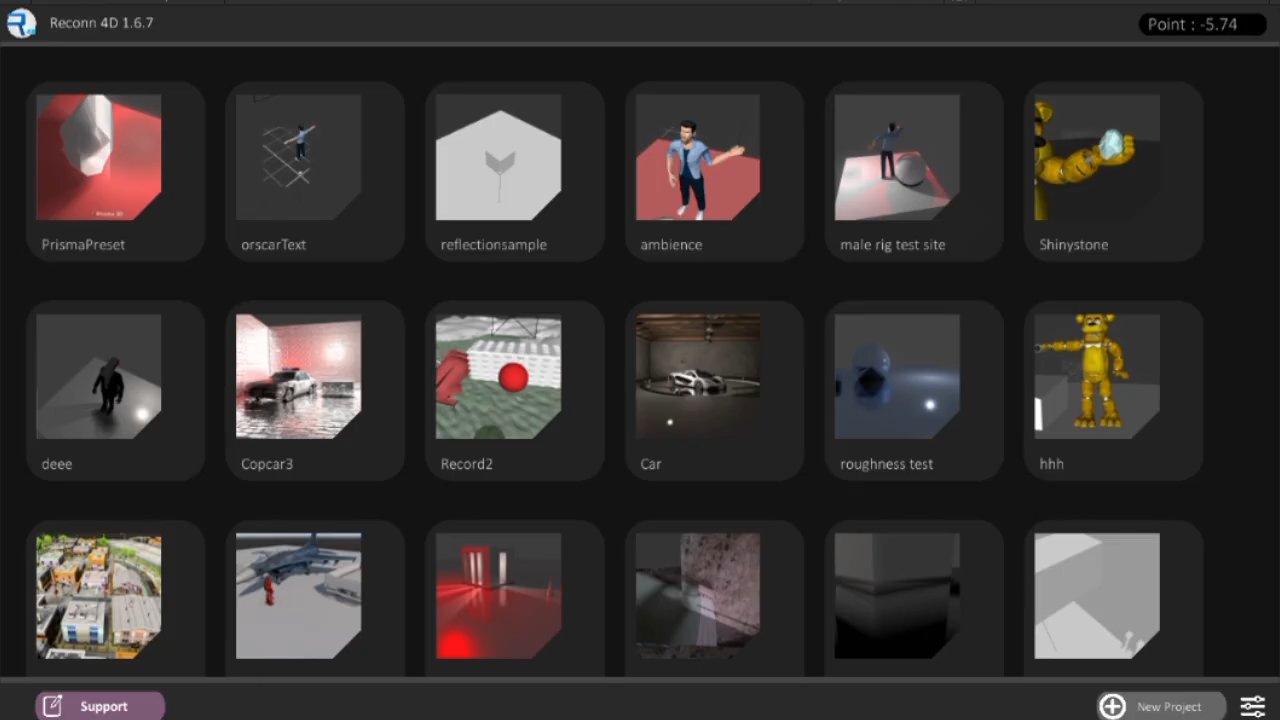 Reconn 4D 1.6.7
Point : -5.74
PrismaPreset
orscarText
reflectionsample
ambience
male rig test site
Shinystone
deee
Copcar3
Record2
Car
roughness test
hhh
Support
New Project